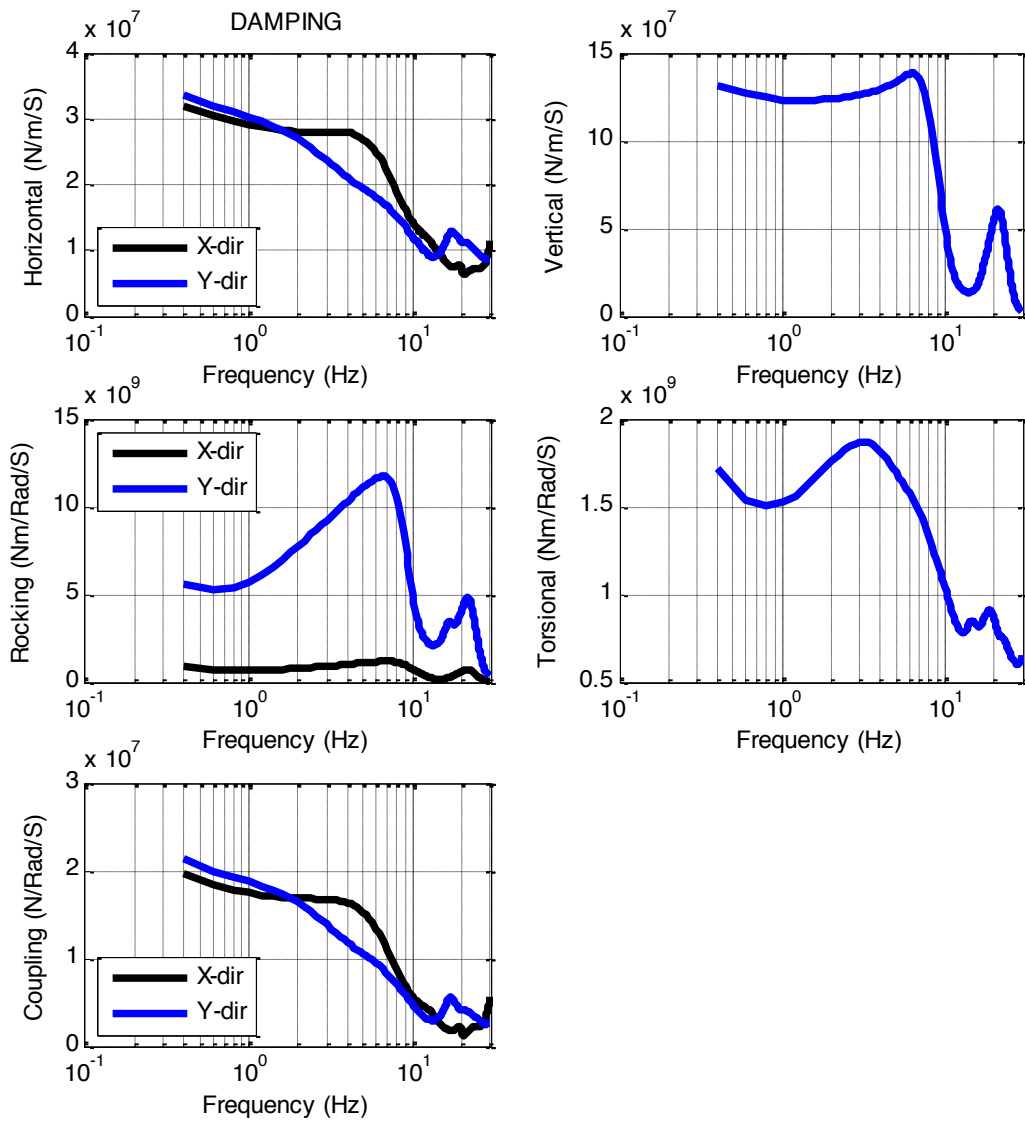 DAMPING
x 10^7
Horizontal (N/m/S)
4
3
2
1
0
X-dir
Y-dir
10^-1 10^0 10^1
Frequency (Hz)
x 10^7
Vertical (N/m/S)
15
10
5
0
10^-1 10^0 10^1
Frequency (Hz)
x 10^9
Rocking (Nm/Rad/S)
15
10
5
0
X-dir
Y-dir
10^-1 10^0 10^1
Frequency (Hz)
x 10^9
Torsional (Nm/Rad/S)
2
1.5
1
0.5
10^-1 10^0 10^1
Frequency (Hz)
x 10^7
Coupling (N/Rad/S)
3
2
1
0
X-dir
Y-dir
10^-1 10^0 10^1
Frequency (Hz)